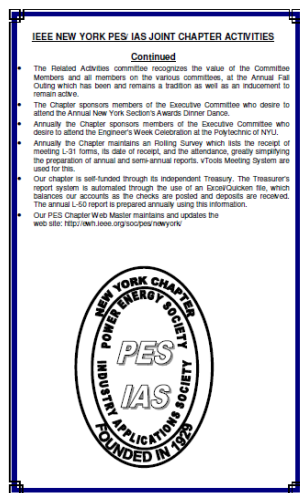 IEEE NEW YORK PES/ IAS JOINT CHAPTER ACTIVITIES
Continued
• The Related Activities committee recognizes the value of the Committee
Members and all members on the various committees, at the Annual Fall
Outing which has been and remains a tradition as well as an inducement to
remain active.
• The Chapter sponsors members of the Executive Committee who desire to
attend the Annual New York Section's Awards Dinner Dance.
• Annually the Chapter sponsors members of the Executive Committee who
desire to attend the Engineer's Week Celebration at the Polytechnic of NYU.
• Annually the Chapter maintains an Rolling Survey which lists the receipt of
meeting L-31 forms, its date of receipt, and the attendance, greatly simplifying
the preparation of annual and semi-annual reports. vTools Meeting System are
used for this.
• Our chapter is self-funded through its independent Treasury. The Treasurer's
report system is automated through the use of an Excel/Quicken file, which
balances our accounts as the checks are posted and deposits are received.
The annual L-50 report is prepared annually using this information.
• Our PES Chapter Web Master maintains and updates the
web site: http://ewh.ieee.org/soc/pes/newyork/
NEW YORK CHAPTER
POWER ENERGY SOCIETY
PES
IAS
INDUSTRY APPLICATIONS SOCIETY
FOUNDED IN 1929